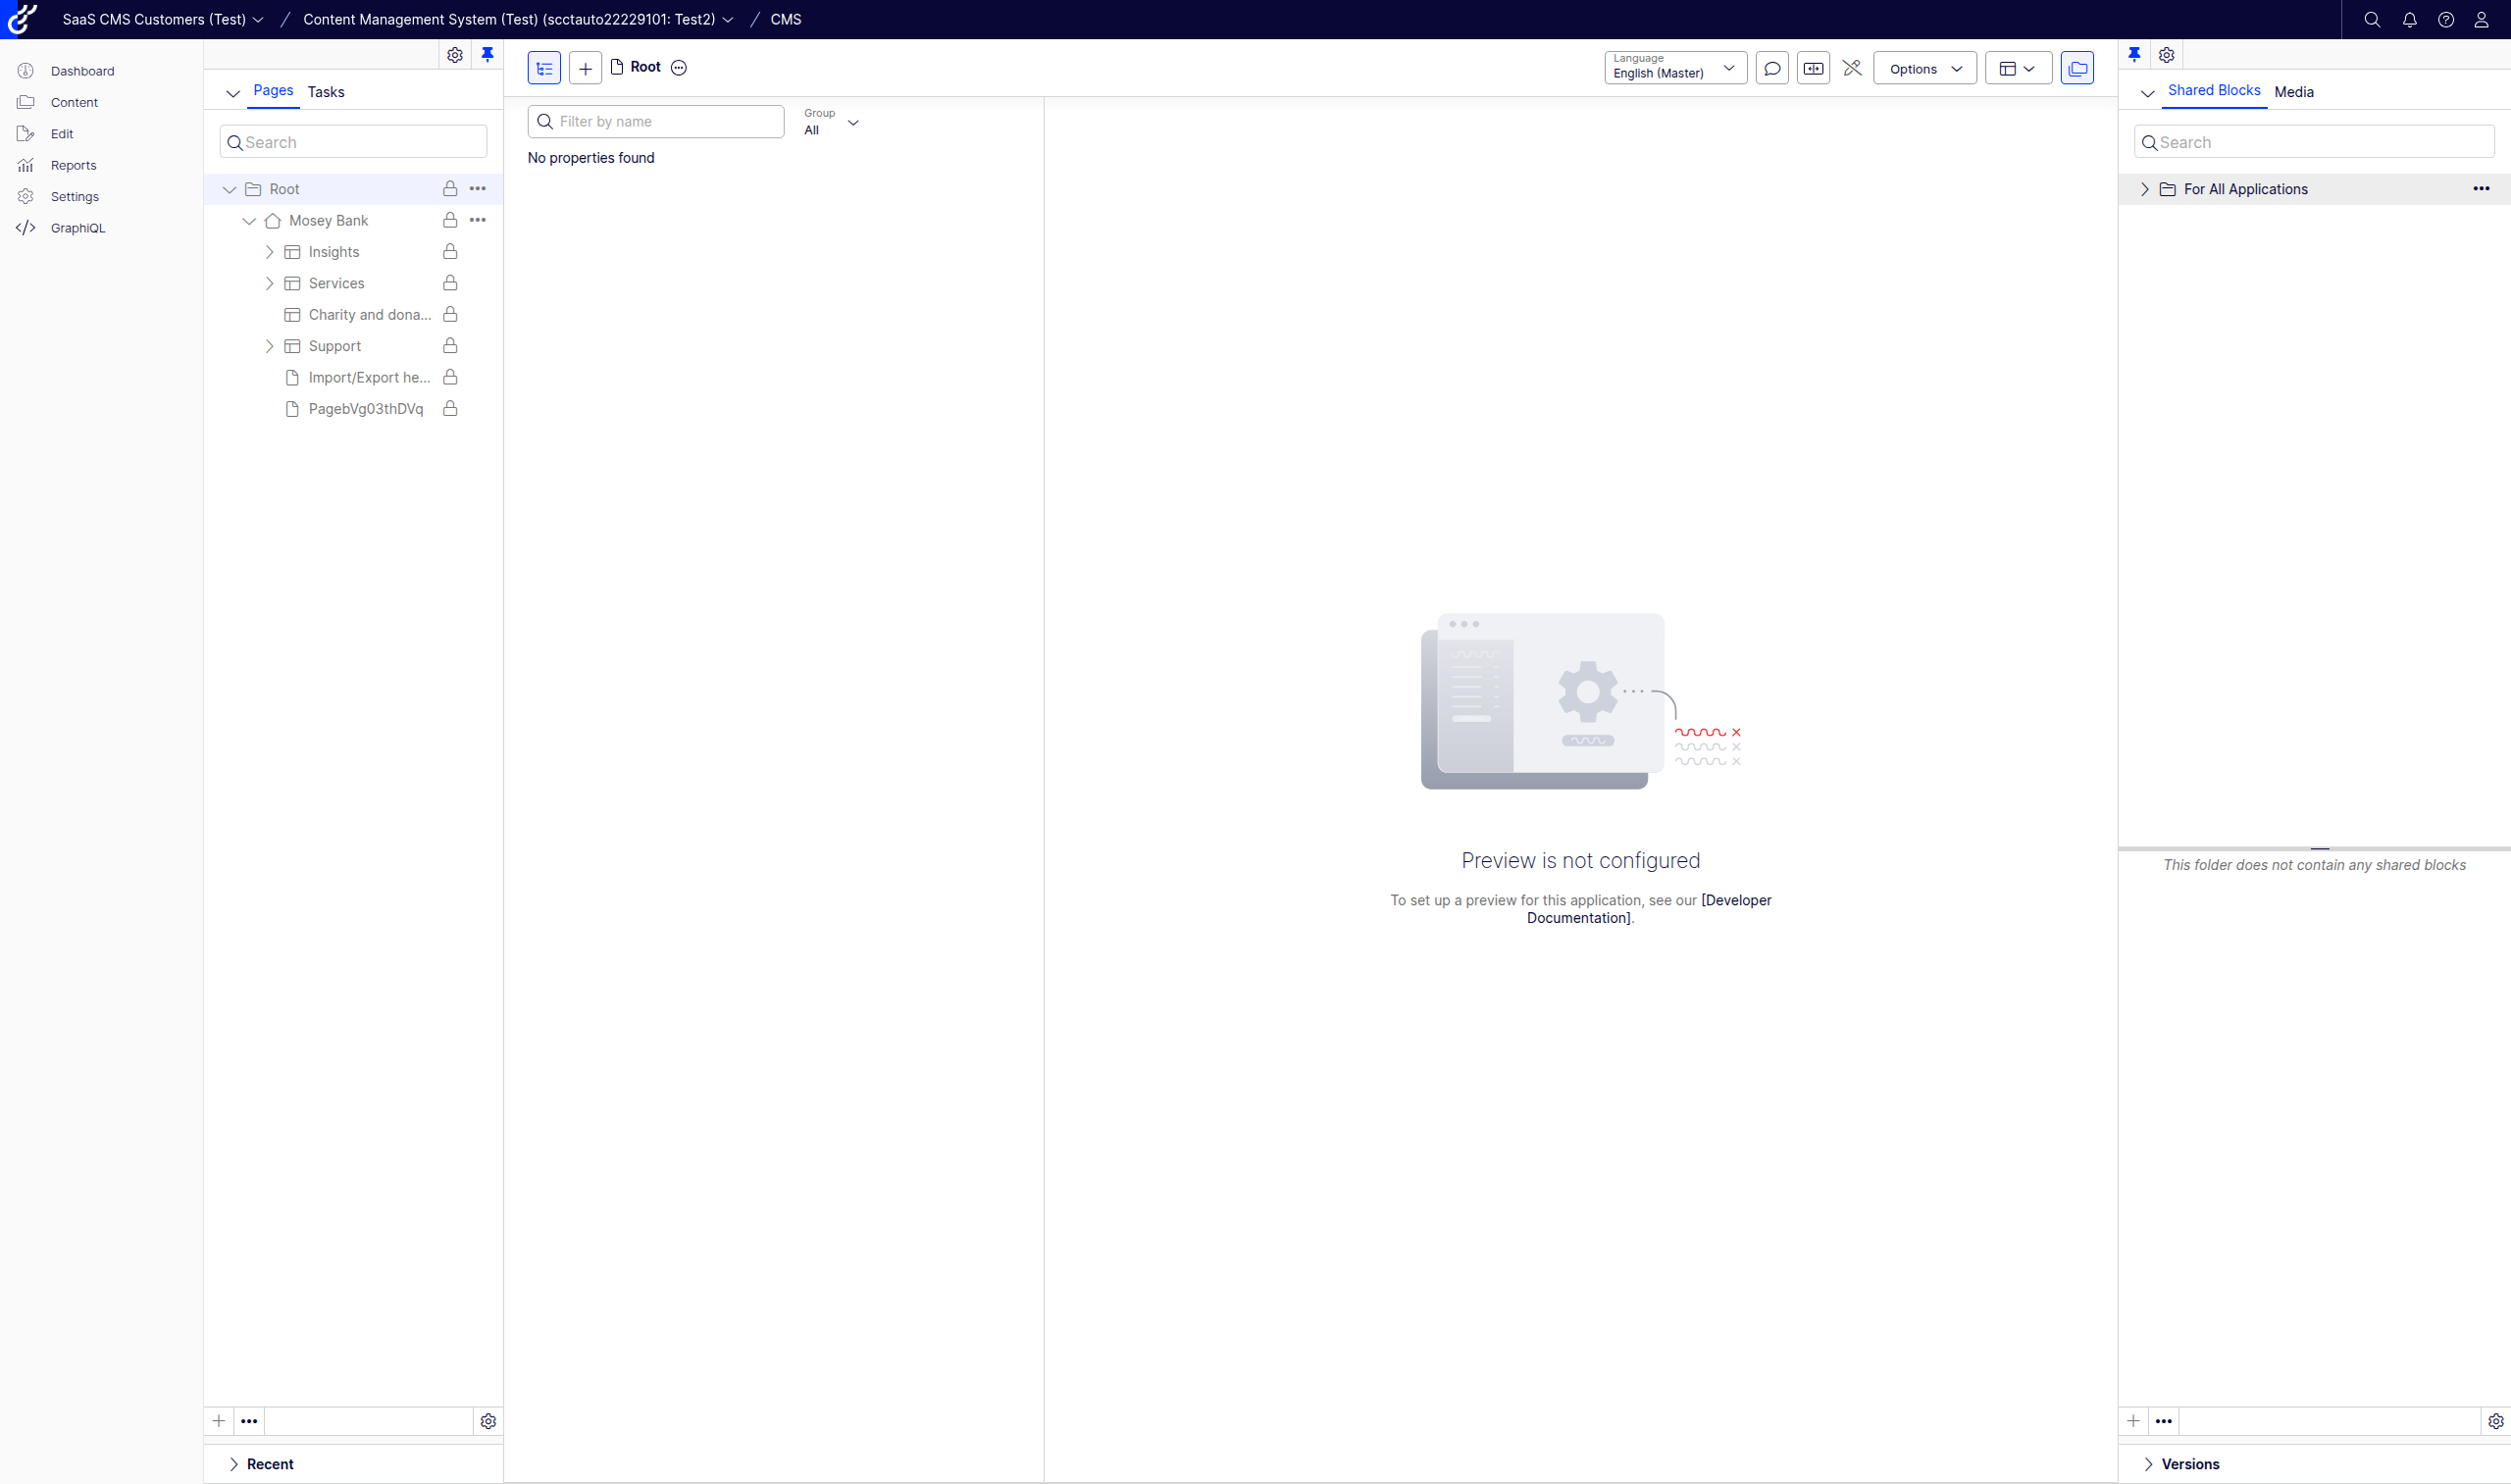 SaaS CMS Customers (Test) / Content Management System (Test) (scctauto22229101: Test2) / CMS
Dashboard
Content
Edit
Reports
Settings
GraphiQL
Pages Tasks
Search
Root
Mosey Bank
Insights
Services
Charity and dona...
Support
Import/Export he...
PagebVg03thDVq
Recent
Root
Language
English (Master)
Options
Filter by name
Group
All
No properties found
Preview is not configured
To set up a preview for this application, see our [Developer
Documentation].
Shared Blocks Media
Search
For All Applications
This folder does not contain any shared blocks
Versions